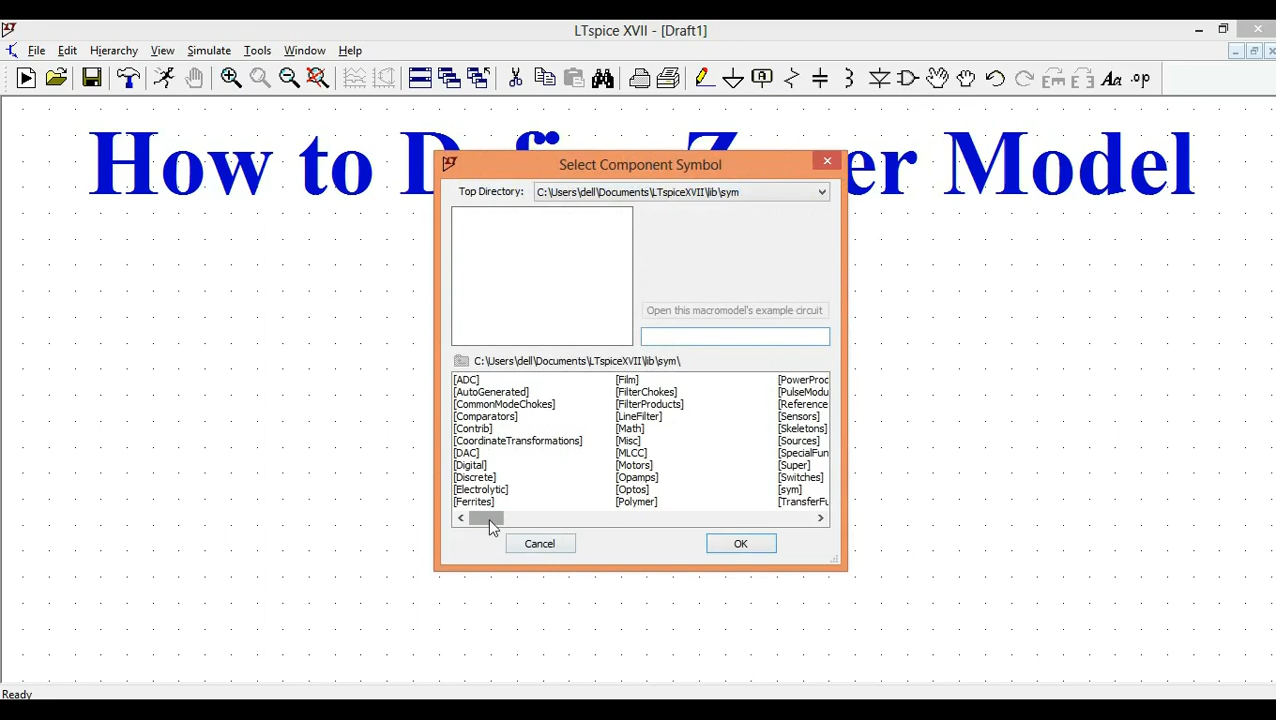 LTspice XVII - [Draft1]
File Edit Hierarchy View Simulate Tools Window Help
.op
How to D Z er Model
Select Component Symbol
Top Directory: C:\Users\dell\Documents\LTspiceXVII\lib\sym
Open this macromodel's example circuit
C:\Users\dell\Documents\LTspiceXVII\lib\sym\
[ADC] [Film] [PowerProd
[AutoGenerated] [FilterChokes] [PulseModu
[CommonModeChokes] [FilterProducts] [Reference
[Comparators] [LineFilter] [Sensors]
[Contrib] [Math] [Skeletons]
[CoordinateTransformations] [Misc] [Sources]
[DAC] [MLCC] [SpecialFun
[Digital] [Motors] [Super]
[Discrete] [Opamps] [Switches]
[Electrolytic] [Optos] [sym]
[Ferrites] [Polymer] [TransferFu
Cancel OK
Ready